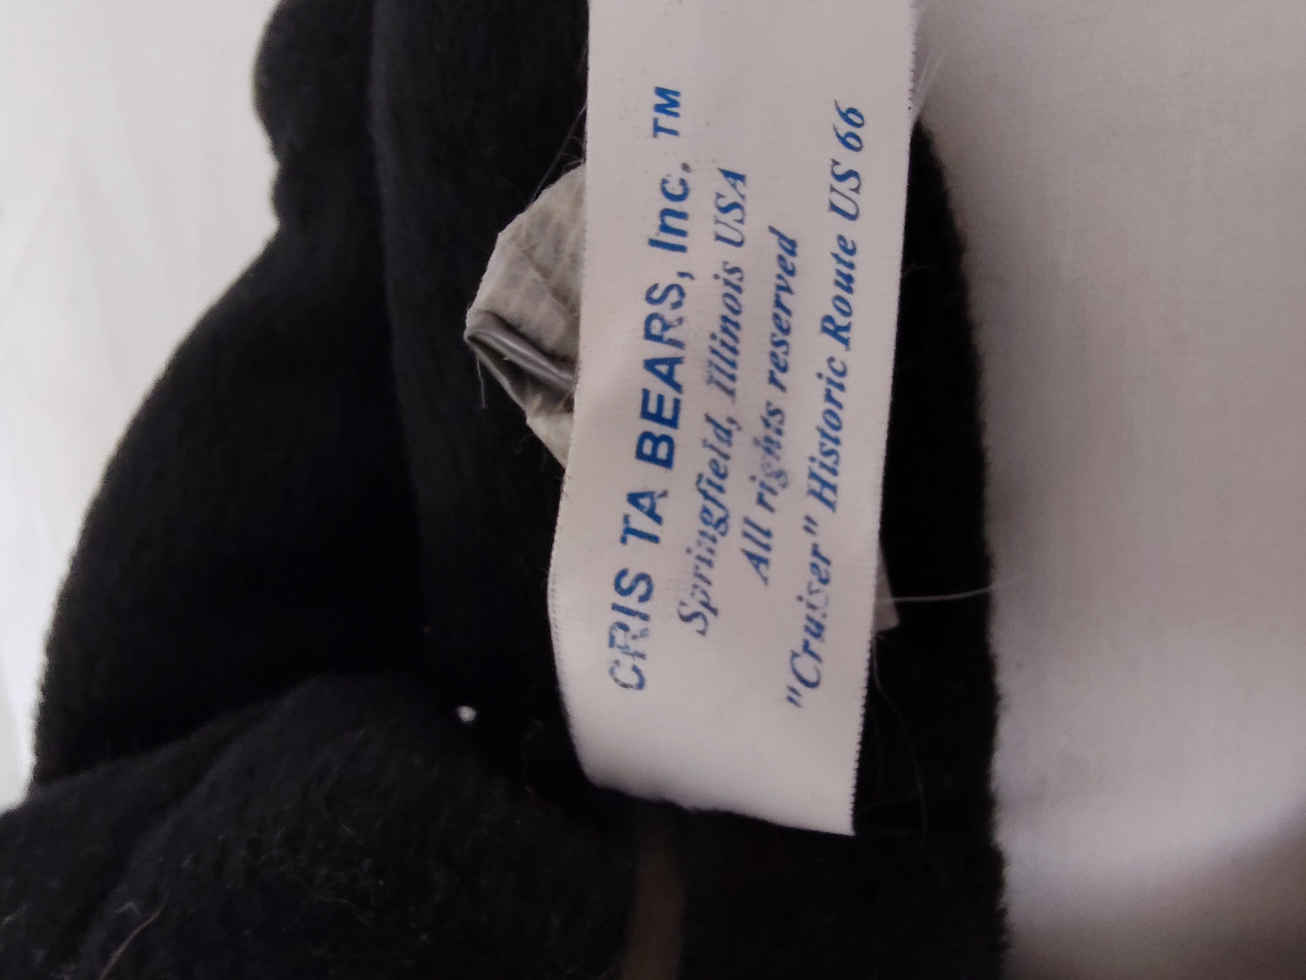 CRIS TA BEARS, Inc. ™
Springfield, Illinois USA
All rights reserved
"Cruiser" Historic Route US 66